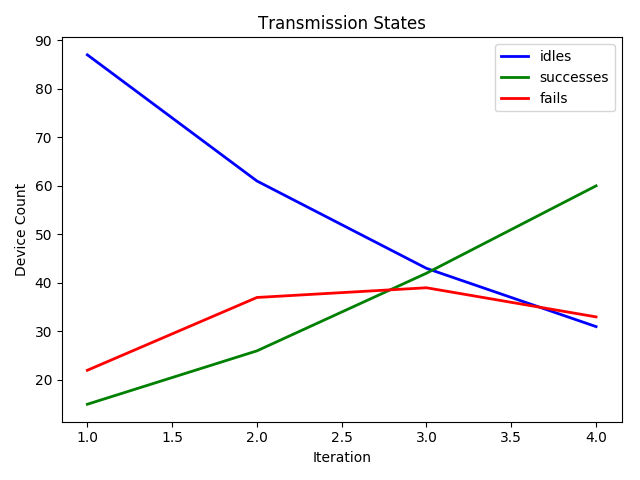 Transmission States
90
80
70
60
50
40
30
20
Device Count
idles
successes
fails
1.0 1.5 2.0 2.5 3.0 3.5 4.0
Iteration